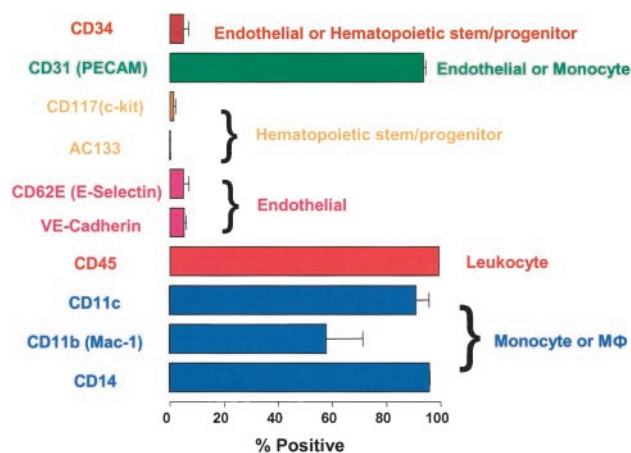 CD34 Endothelial or Hematopoietic stem/progenitor
CD31 (PECAM) Endothelial or Monocyte
CD117(c-kit)
Hematopoietic stem/progenitor
AC133
CD62E (E-Selectin)
Endothelial
VE-Cadherin
CD45 Leukocyte
CD11c
CD11b (Mac-1) Monocyte or MΦ
CD14
0 20 40 60 80 100
% Positive